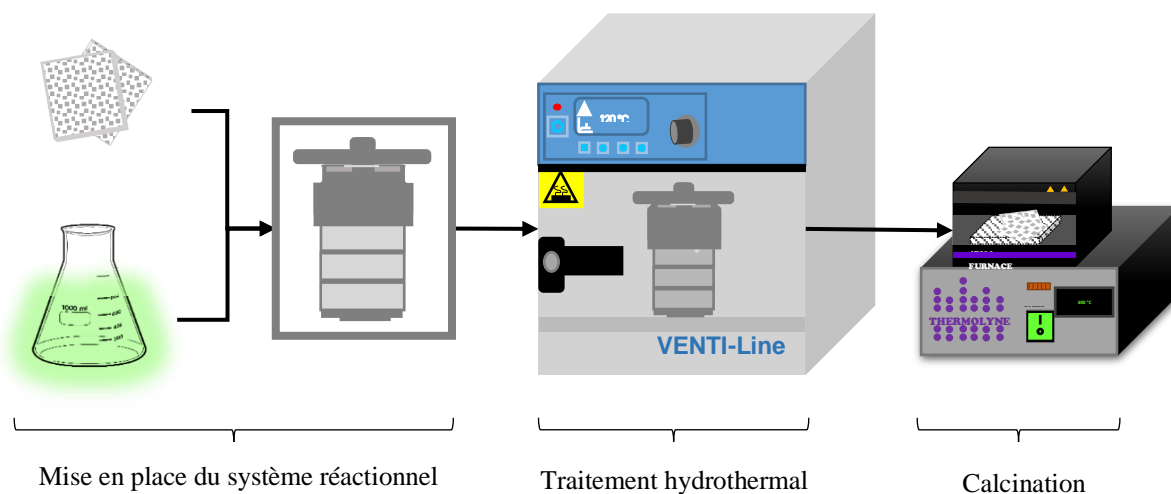 1000 ml
120 °C
VENTI-Line
FURNACE
THERMOLYNE
Mise en place du système réactionnel
Traitement hydrothermal
Calcination